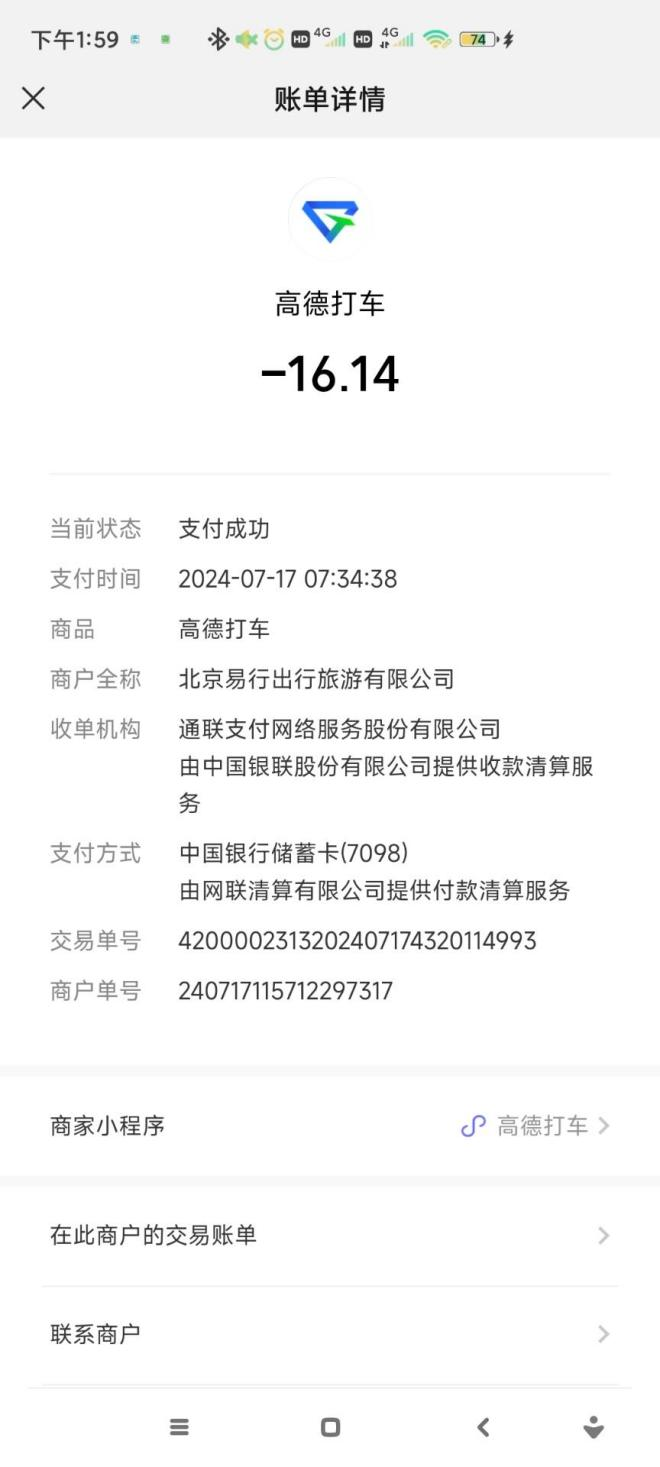 下午1:59 HD 4G HD 4G 74
账单详情
高德打车
-16.14
当前状态 支付成功
支付时间 2024-07-17 07:34:38
商品 高德打车
商户全称 北京易行出行旅游有限公司
收单机构 通联支付网络服务股份有限公司
由中国银联股份有限公司提供收款清算服
务
支付方式 中国银行储蓄卡(7098)
由网联清算有限公司提供付款清算服务
交易单号 4200002313202407174320114993
商户单号 240717115712297317
商家小程序 高德打车
在此商户的交易账单
联系商户